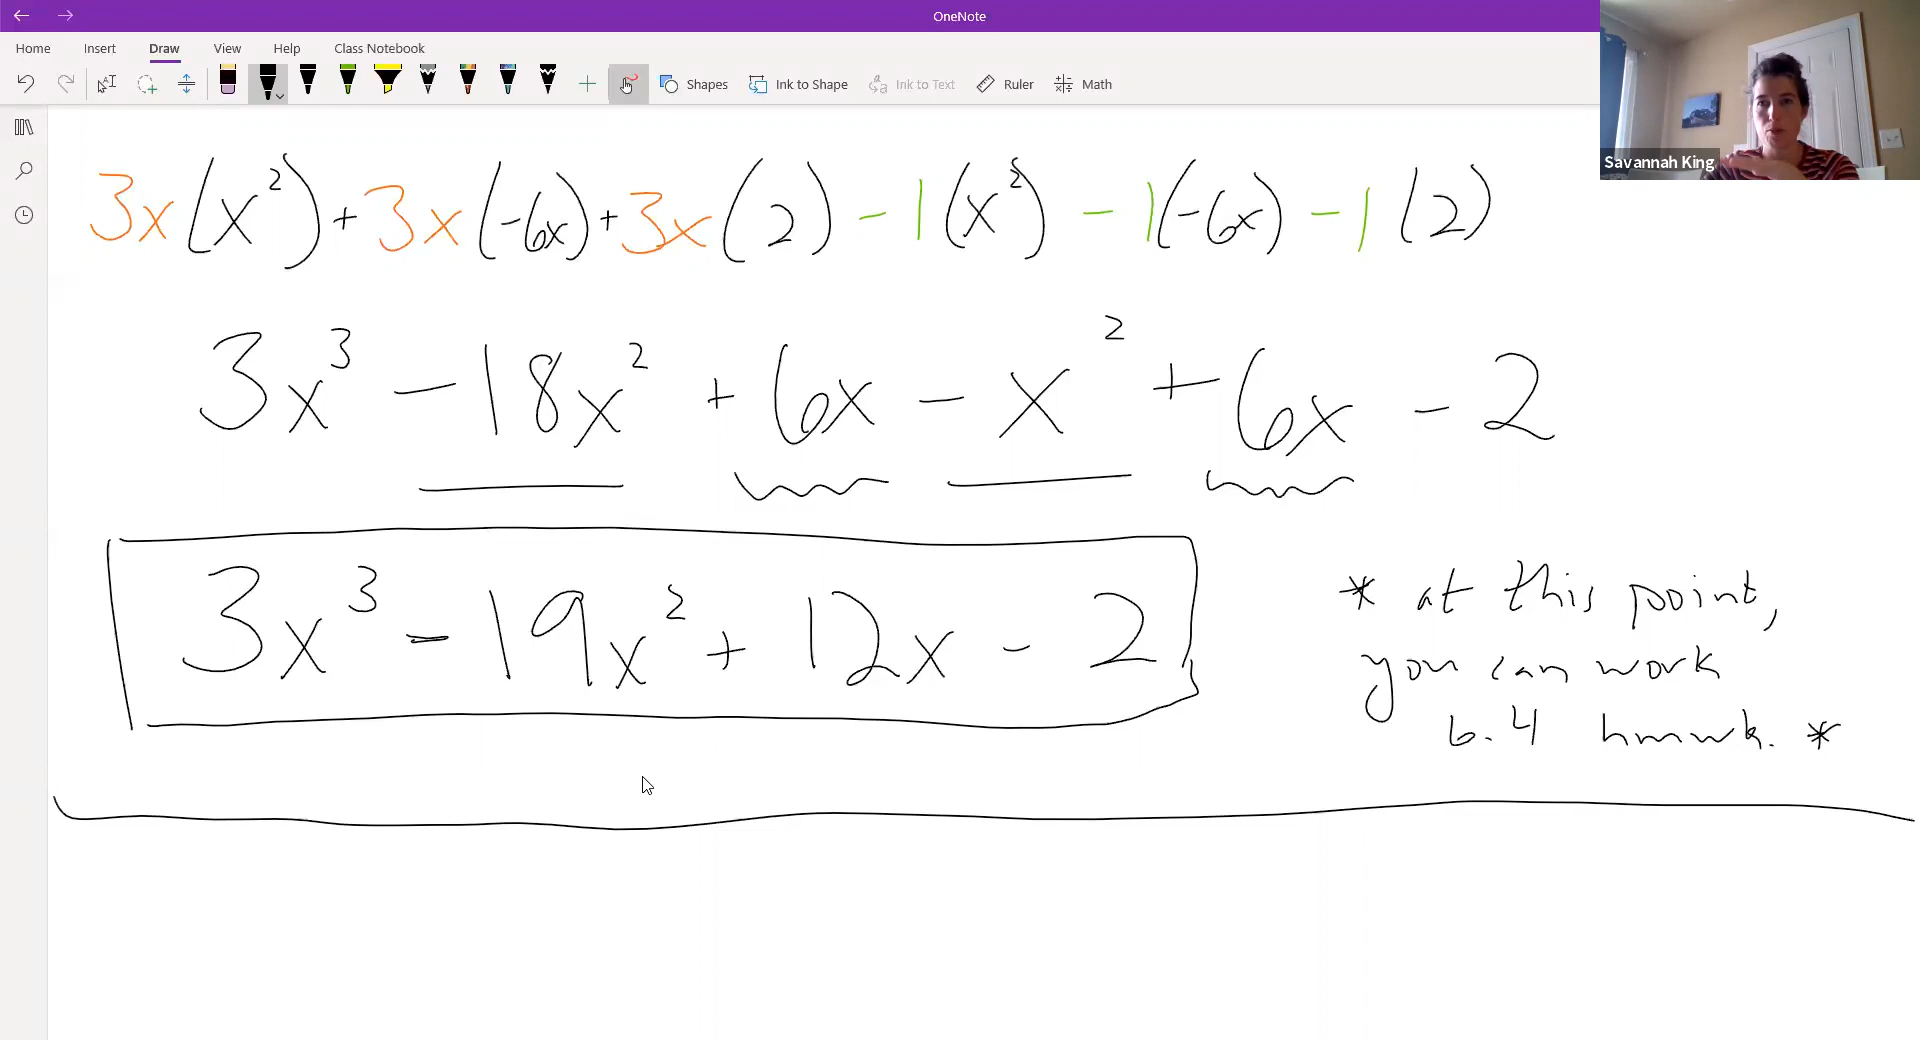 OneNote
Home Insert Draw View Help Class Notebook
Shapes Ink to Shape Ink to Text Ruler Math
Savannah King
3x(x²) + 3x(-6x) + 3x(2) - 1(x²) - 1(-6x) - 1(2)
3x³ - 18x² + 6x - x² + 6x - 2
3x³ - 19x² + 12x - 2
* at this point,
you can work
6.4 hmwk. *